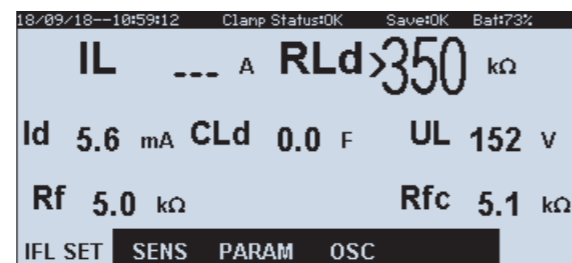 18/09/18--10:59:12 Clamp Status:OK Save:OK Bat:73%
IL --- A RLd >350 kΩ
Id 5.6 mA CLd 0.0 F UL 152 V
Rf 5.0 kΩ Rfc 5.1 kΩ
IFL SET SENS PARAM OSC